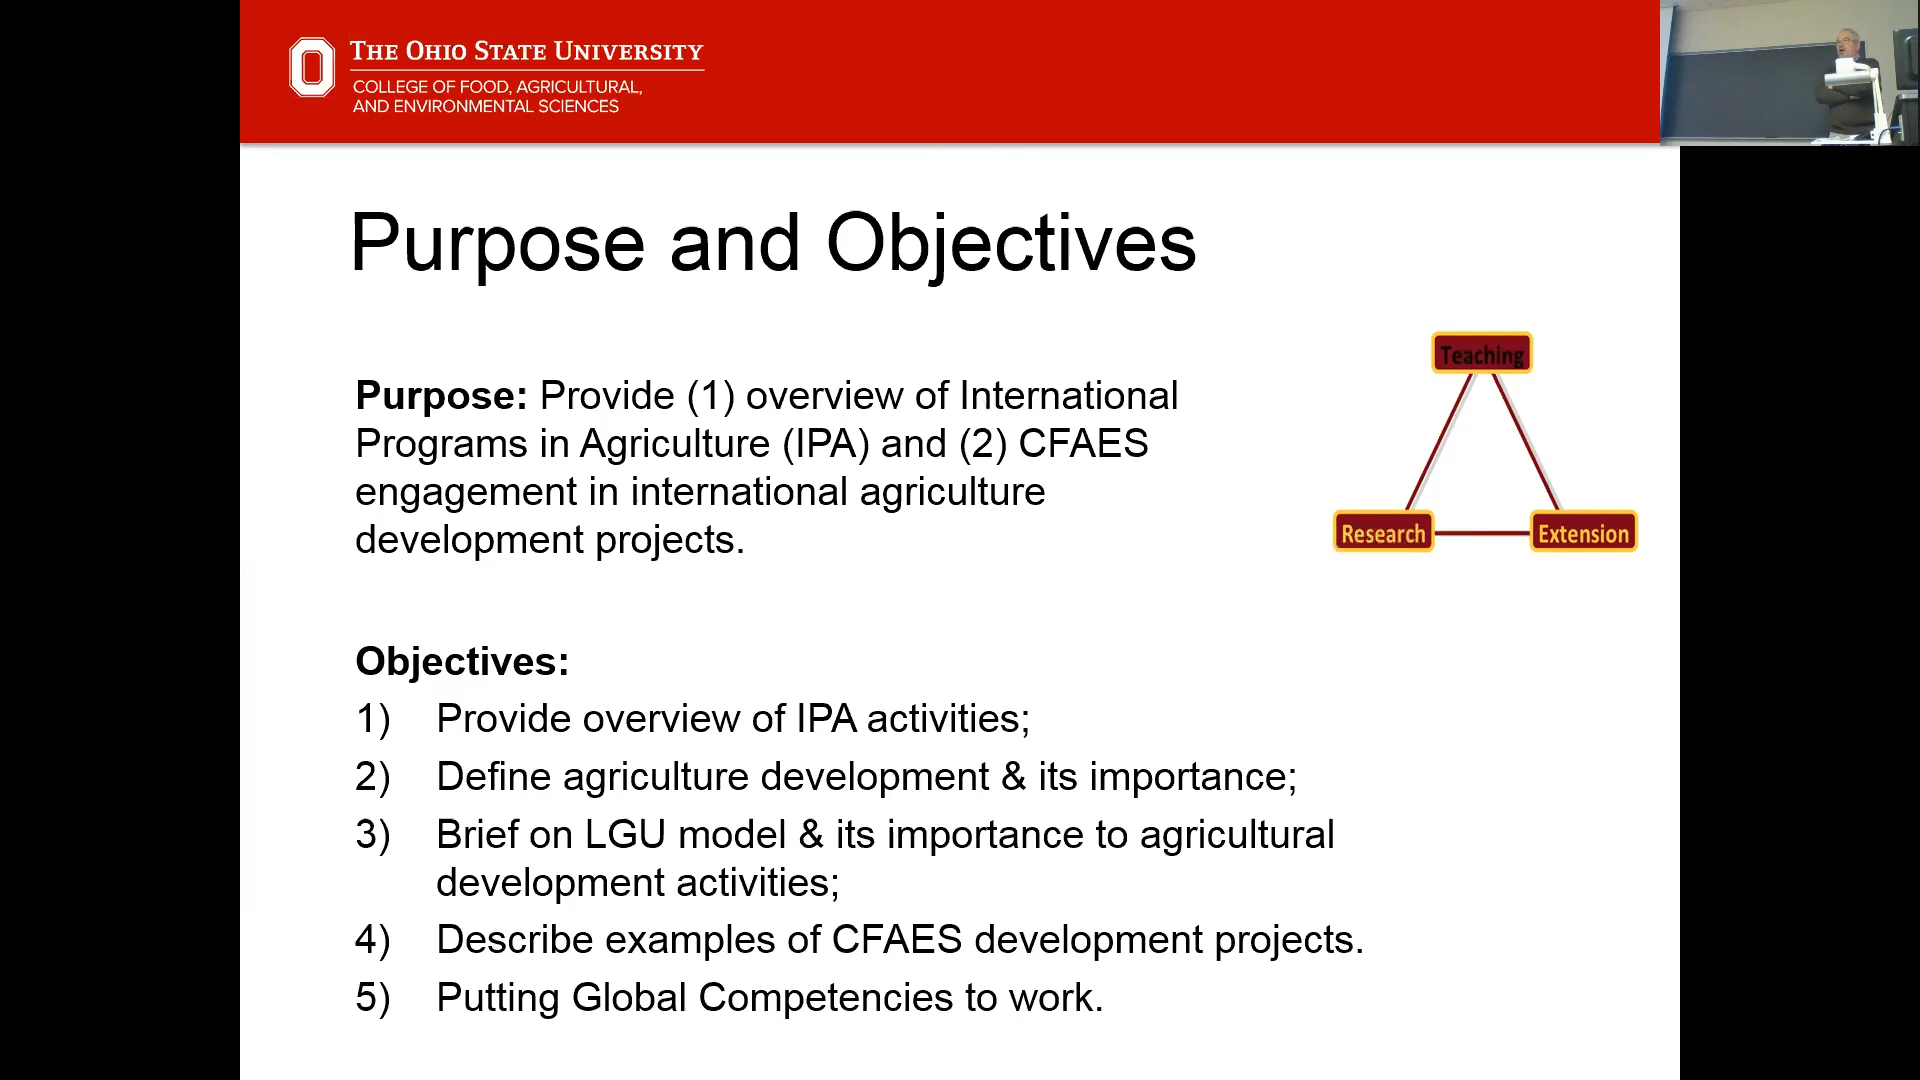 THE OHIO STATE UNIVERSITY
COLLEGE OF FOOD, AGRICULTURAL,
AND ENVIRONMENTAL SCIENCES
Purpose and Objectives
Purpose: Provide (1) overview of International
Programs in Agriculture (IPA) and (2) CFAES
engagement in international agriculture
development projects.
Teaching
Research
Extension
Objectives:
1) Provide overview of IPA activities;
2) Define agriculture development & its importance;
3) Brief on LGU model & its importance to agricultural
development activities;
4) Describe examples of CFAES development projects.
5) Putting Global Competencies to work.